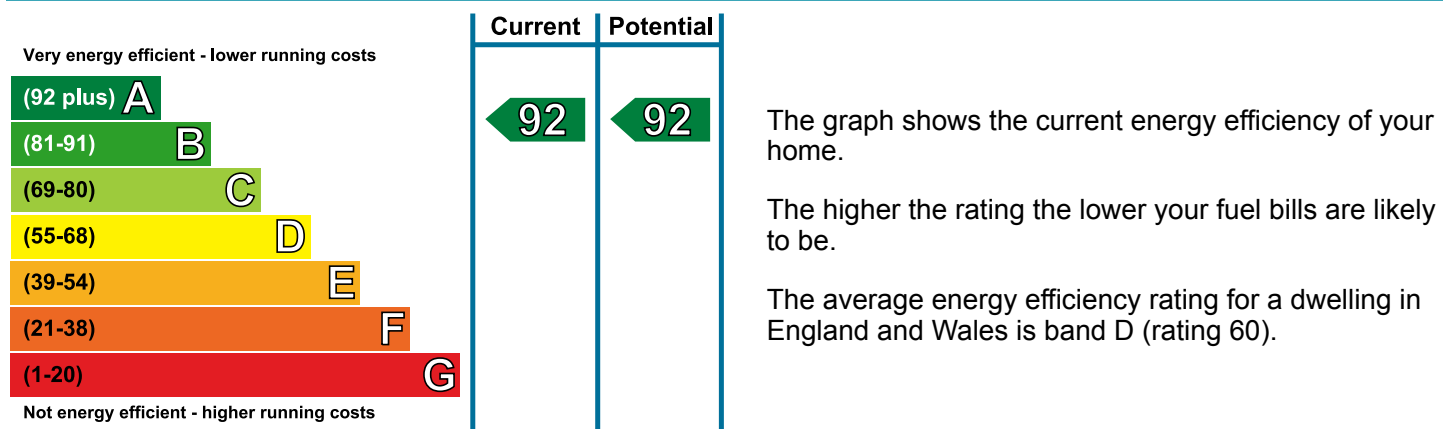 Current Potential
Very energy efficient - lower running costs
(92 plus) A
(81-91) B
(69-80) C
(55-68) D
(39-54) E
(21-38) F
(1-20) G
Not energy efficient - higher running costs
92 92
The graph shows the current energy efficiency of your
home.
The higher the rating the lower your fuel bills are likely
to be.
The average energy efficiency rating for a dwelling in
England and Wales is band D (rating 60).